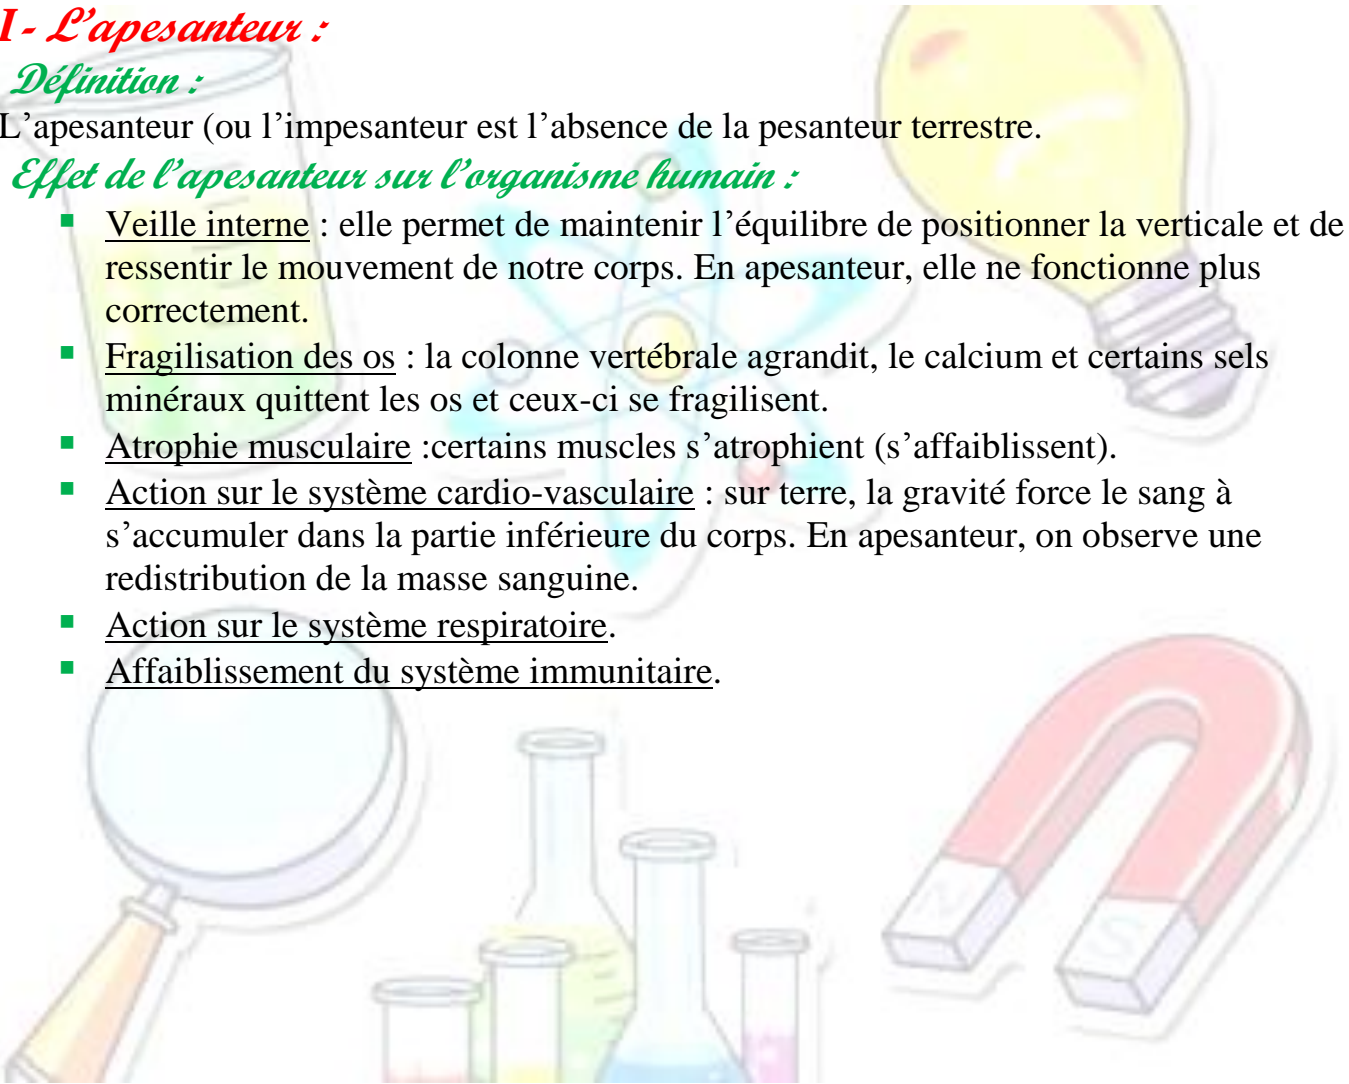 I- L’apesanteur :
Définition :
L’apesanteur (ou l’impesanteur est l’absence de la pesanteur terrestre.
Effet de l’apesanteur sur l’organisme humain :
▪ Veille interne : elle permet de maintenir l’équilibre de positionner la verticale et de
ressentir le mouvement de notre corps. En apesanteur, elle ne fonctionne plus
correctement.
▪ Fragilisation des os : la colonne vertébrale agrandit, le calcium et certains sels
minéraux quittent les os et ceux-ci se fragilisent.
▪ Atrophie musculaire :certains muscles s’atrophient (s’affaiblissent).
▪ Action sur le système cardio-vasculaire : sur terre, la gravité force le sang à
s’accumuler dans la partie inférieure du corps. En apesanteur, on observe une
redistribution de la masse sanguine.
▪ Action sur le système respiratoire.
▪ Affaiblissement du système immunitaire.
N
S